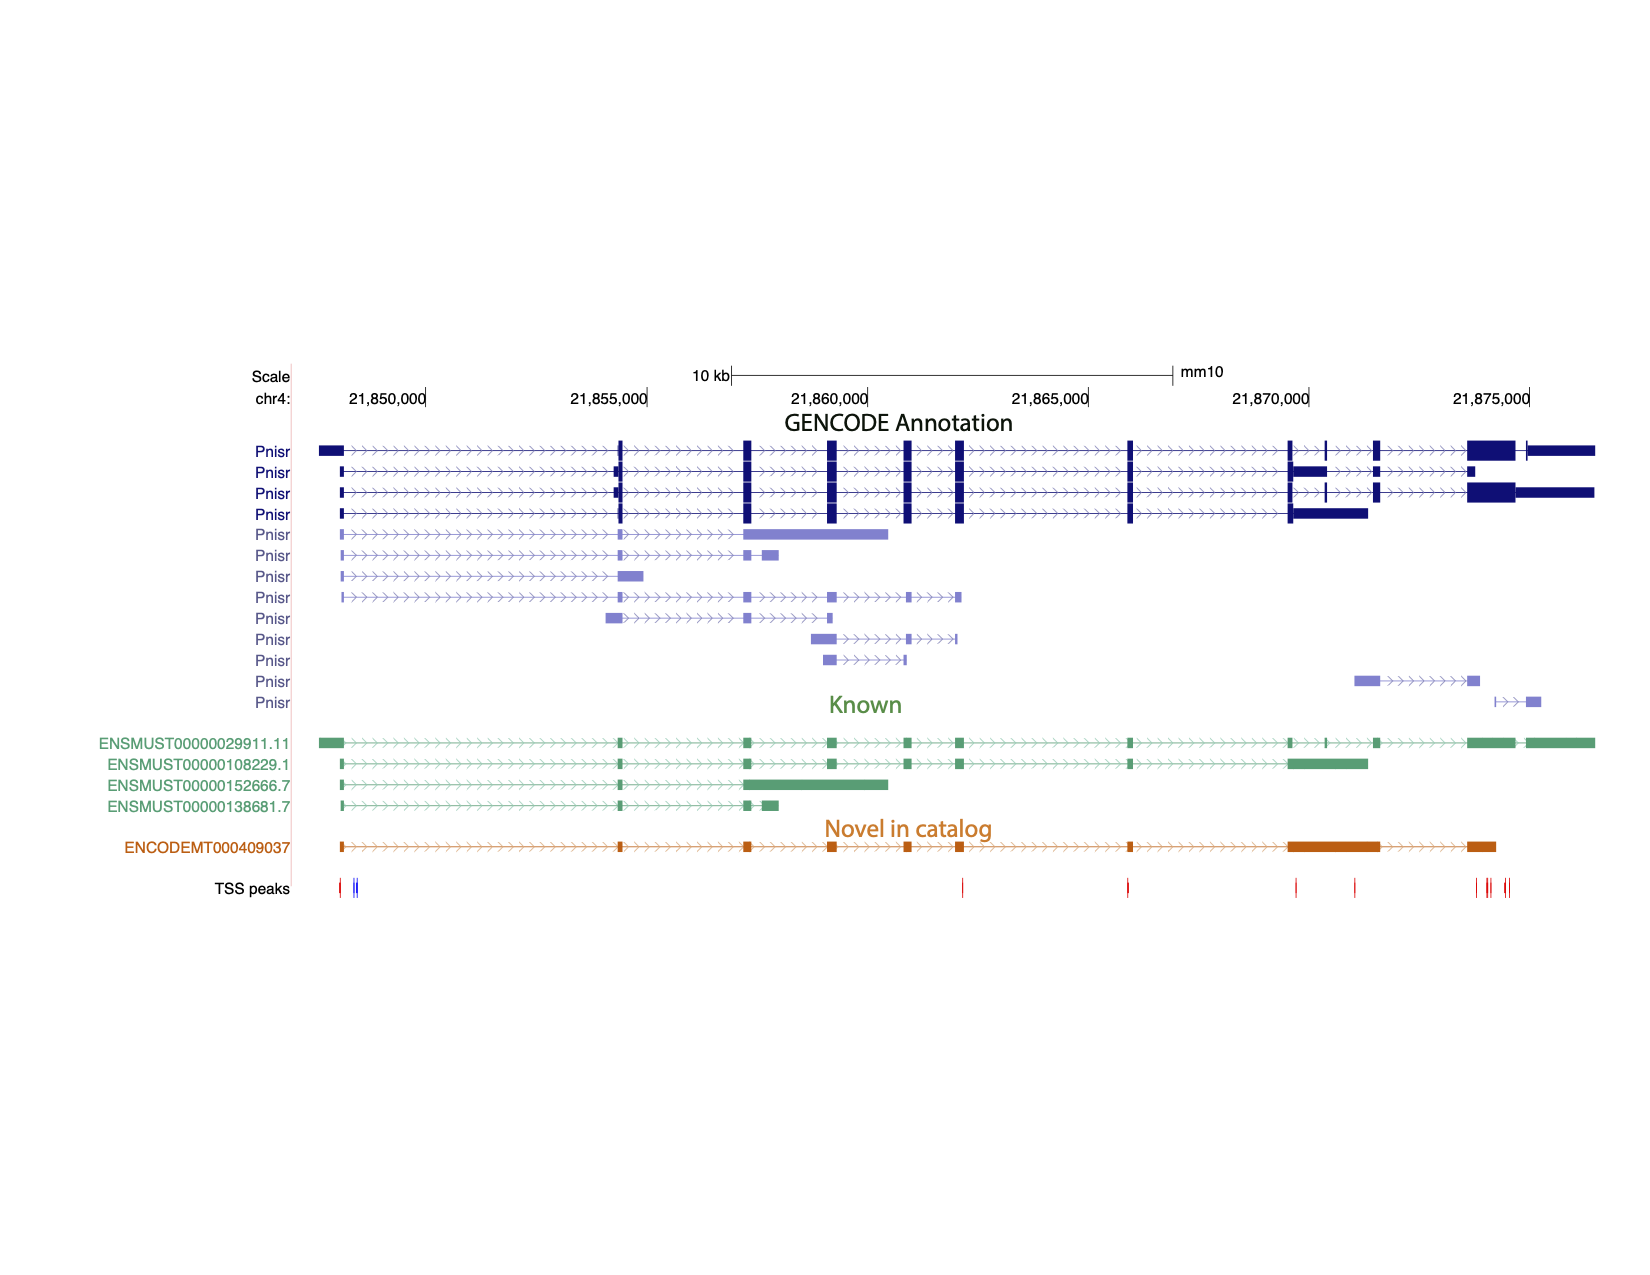 Scale 10 kb mm10
chr4: 21,850,000 21,855,000 21,860,000 21,865,000 21,870,000 21,875,000
GENCODE Annotation
Pnisr
Pnisr
Pnisr
Pnisr
Pnisr
Pnisr
Pnisr
Pnisr
Pnisr
Pnisr
Pnisr
Pnisr
Pnisr
Known
ENSMUST00000029911.11
ENSMUST00000108229.1
ENSMUST00000152666.7
ENSMUST00000138681.7
Novel in catalog
ENCODEMT000409037
TSS peaks